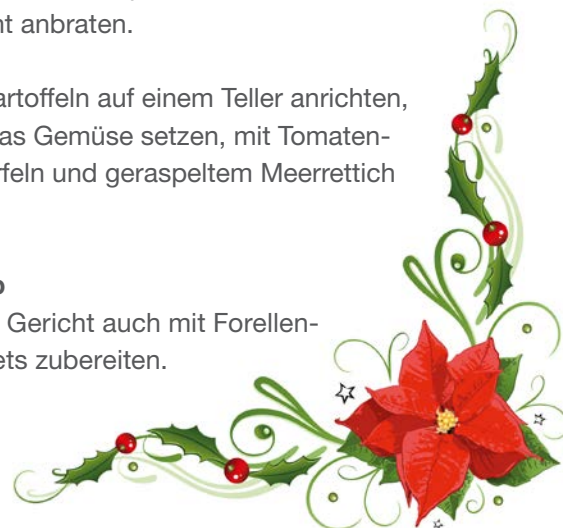 nt anbraten.
artoffeln auf einem Teller anrichten,
as Gemüse setzen, mit Tomaten-
rfeln und geraspeltem Meerrettich
Gericht auch mit Forellen-
ets zubereiten.